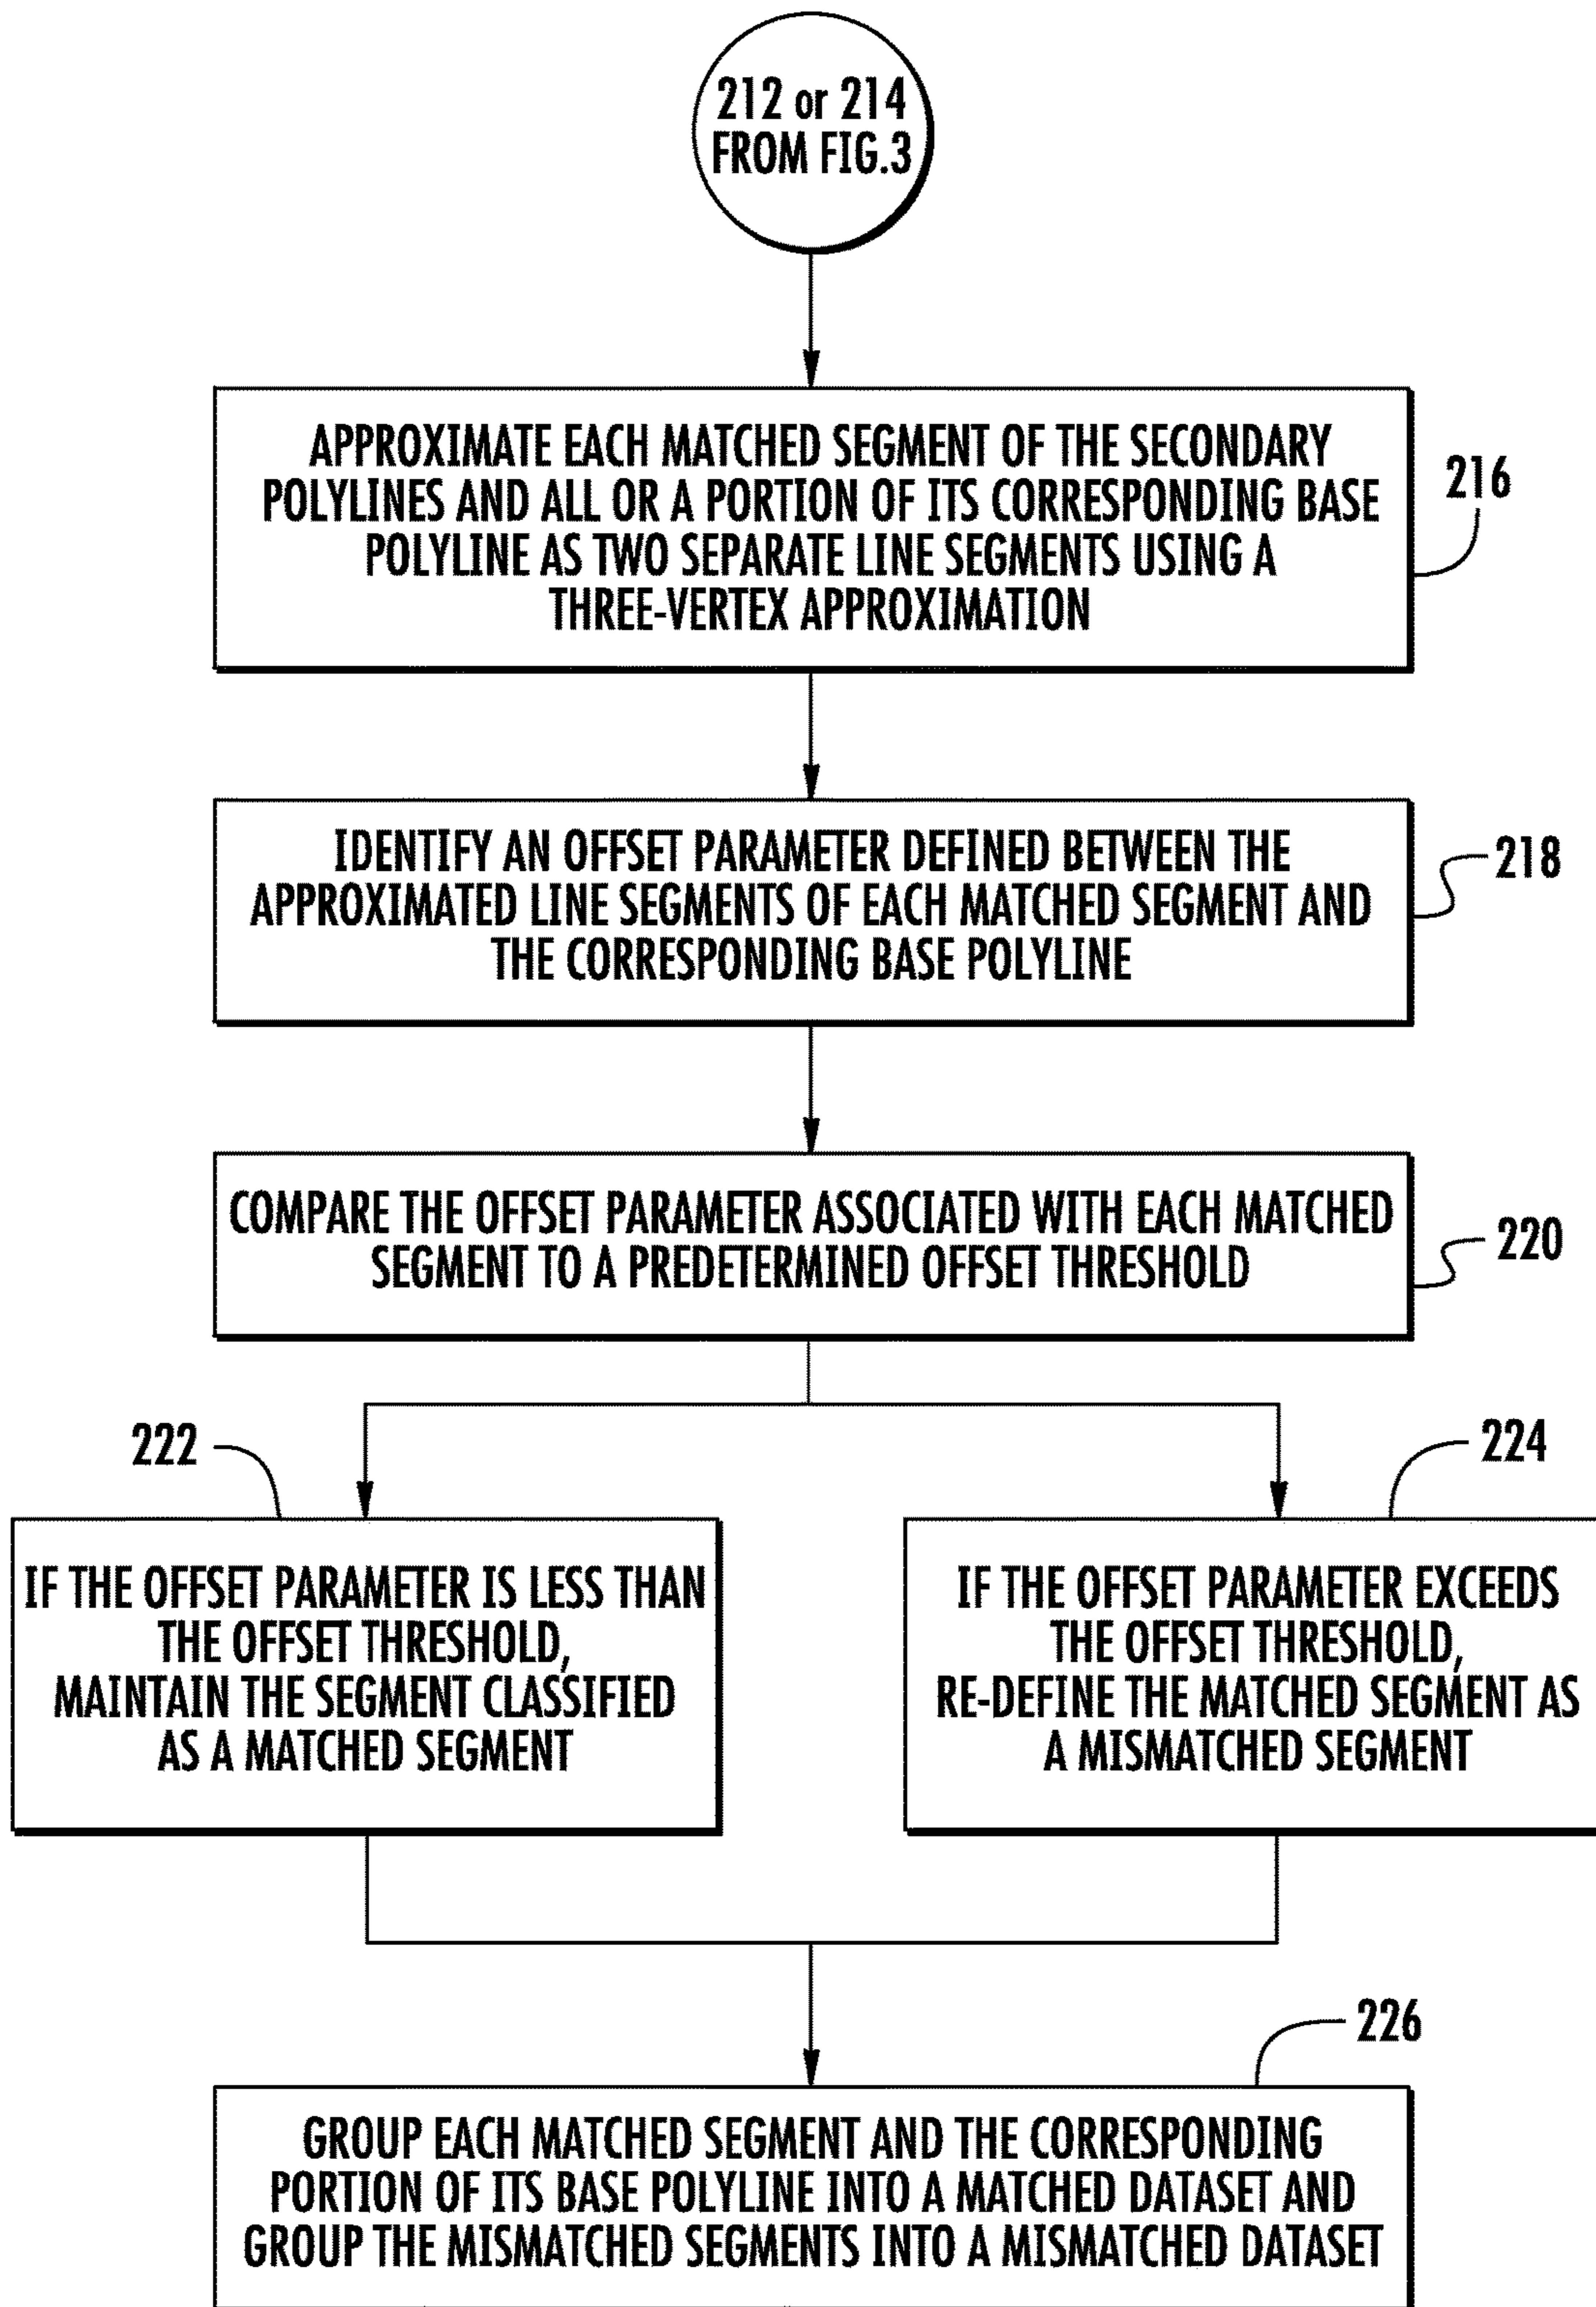 212 or 214
FROM FIG.3
APPROXIMATE EACH MATCHED SEGMENT OF THE SECONDARY
POLYLINES AND ALL OR A PORTION OF ITS CORRESPONDING BASE
POLYLINE AS TWO SEPARATE LINE SEGMENTS USING A
THREE-VERTEX APPROXIMATION
216
IDENTIFY AN OFFSET PARAMETER DEFINED BETWEEN THE
APPROXIMATED LINE SEGMENTS OF EACH MATCHED SEGMENT AND
THE CORRESPONDING BASE POLYLINE
218
COMPARE THE OFFSET PARAMETER ASSOCIATED WITH EACH MATCHED
SEGMENT TO A PREDETERMINED OFFSET THRESHOLD
220
222
IF THE OFFSET PARAMETER IS LESS THAN
THE OFFSET THRESHOLD,
MAINTAIN THE SEGMENT CLASSIFIED
AS A MATCHED SEGMENT
224
IF THE OFFSET PARAMETER EXCEEDS
THE OFFSET THRESHOLD,
RE-DEFINE THE MATCHED SEGMENT AS
A MISMATCHED SEGMENT
226
GROUP EACH MATCHED SEGMENT AND THE CORRESPONDING
PORTION OF ITS BASE POLYLINE INTO A MATCHED DATASET AND
GROUP THE MISMATCHED SEGMENTS INTO A MISMATCHED DATASET